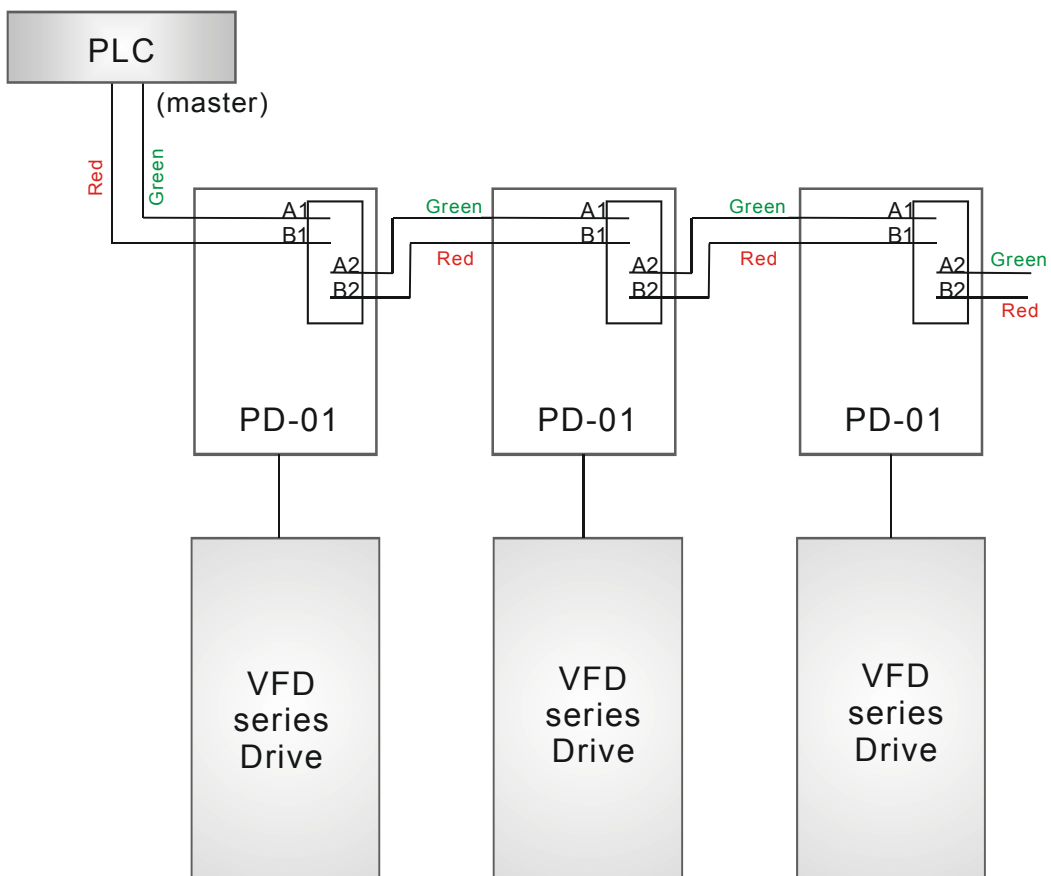 PLC
(master)
Red
Green
A1
B1
A2
B2
Green
Red
A1
B1
A2
B2
Green
Red
A1
B1
A2
B2
Green
Red
PD-01
PD-01
PD-01
VFD
series
Drive
VFD
series
Drive
VFD
series
Drive